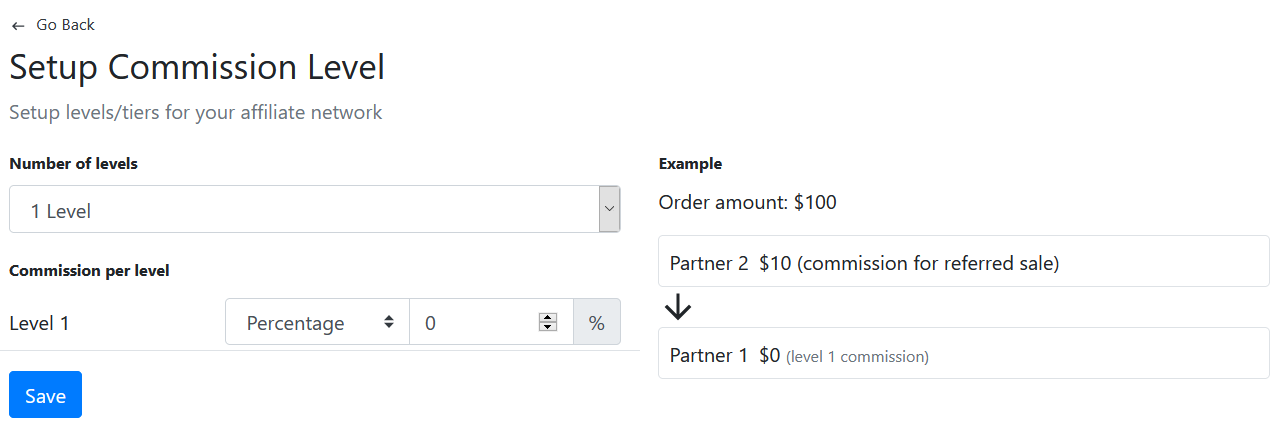 ← Go Back
Setup Commission Level
Setup levels/tiers for your affiliate network
Number of levels
1 Level
Commission per level
Level 1 Percentage 0 %
Save
Example
Order amount: $100
Partner 2 $10 (commission for referred sale)
Partner 1 $0 (level 1 commission)